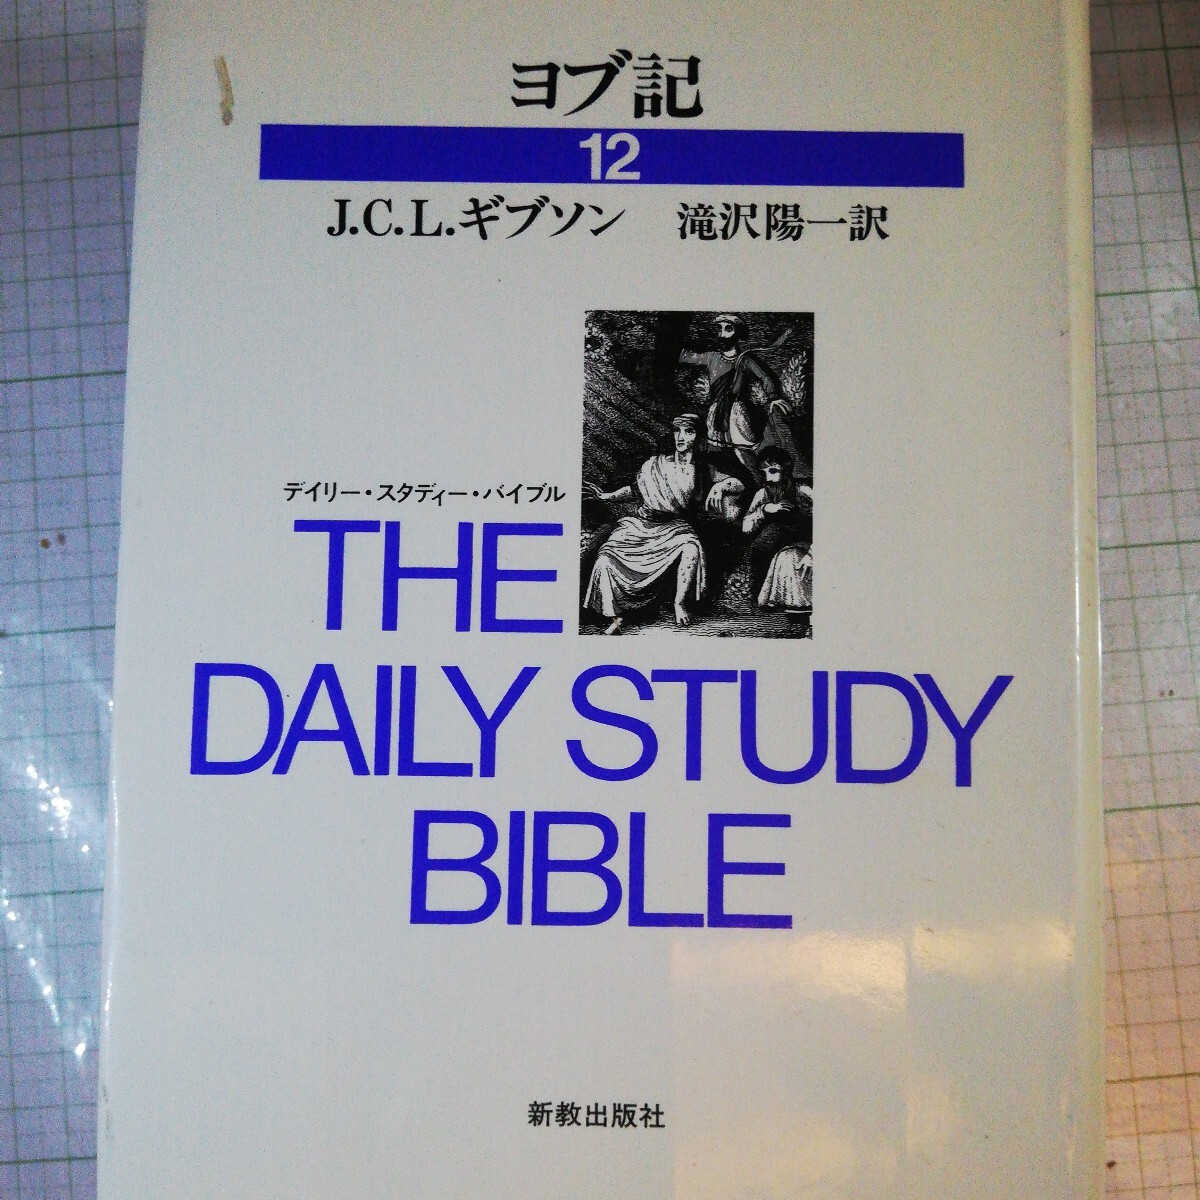 ヨブ記
12
J.C.L.ギブソン 滝沢陽一訳
デイリー・スタディー・バイブル
THE
DAILY STUDY
BIBLE
新教出版社